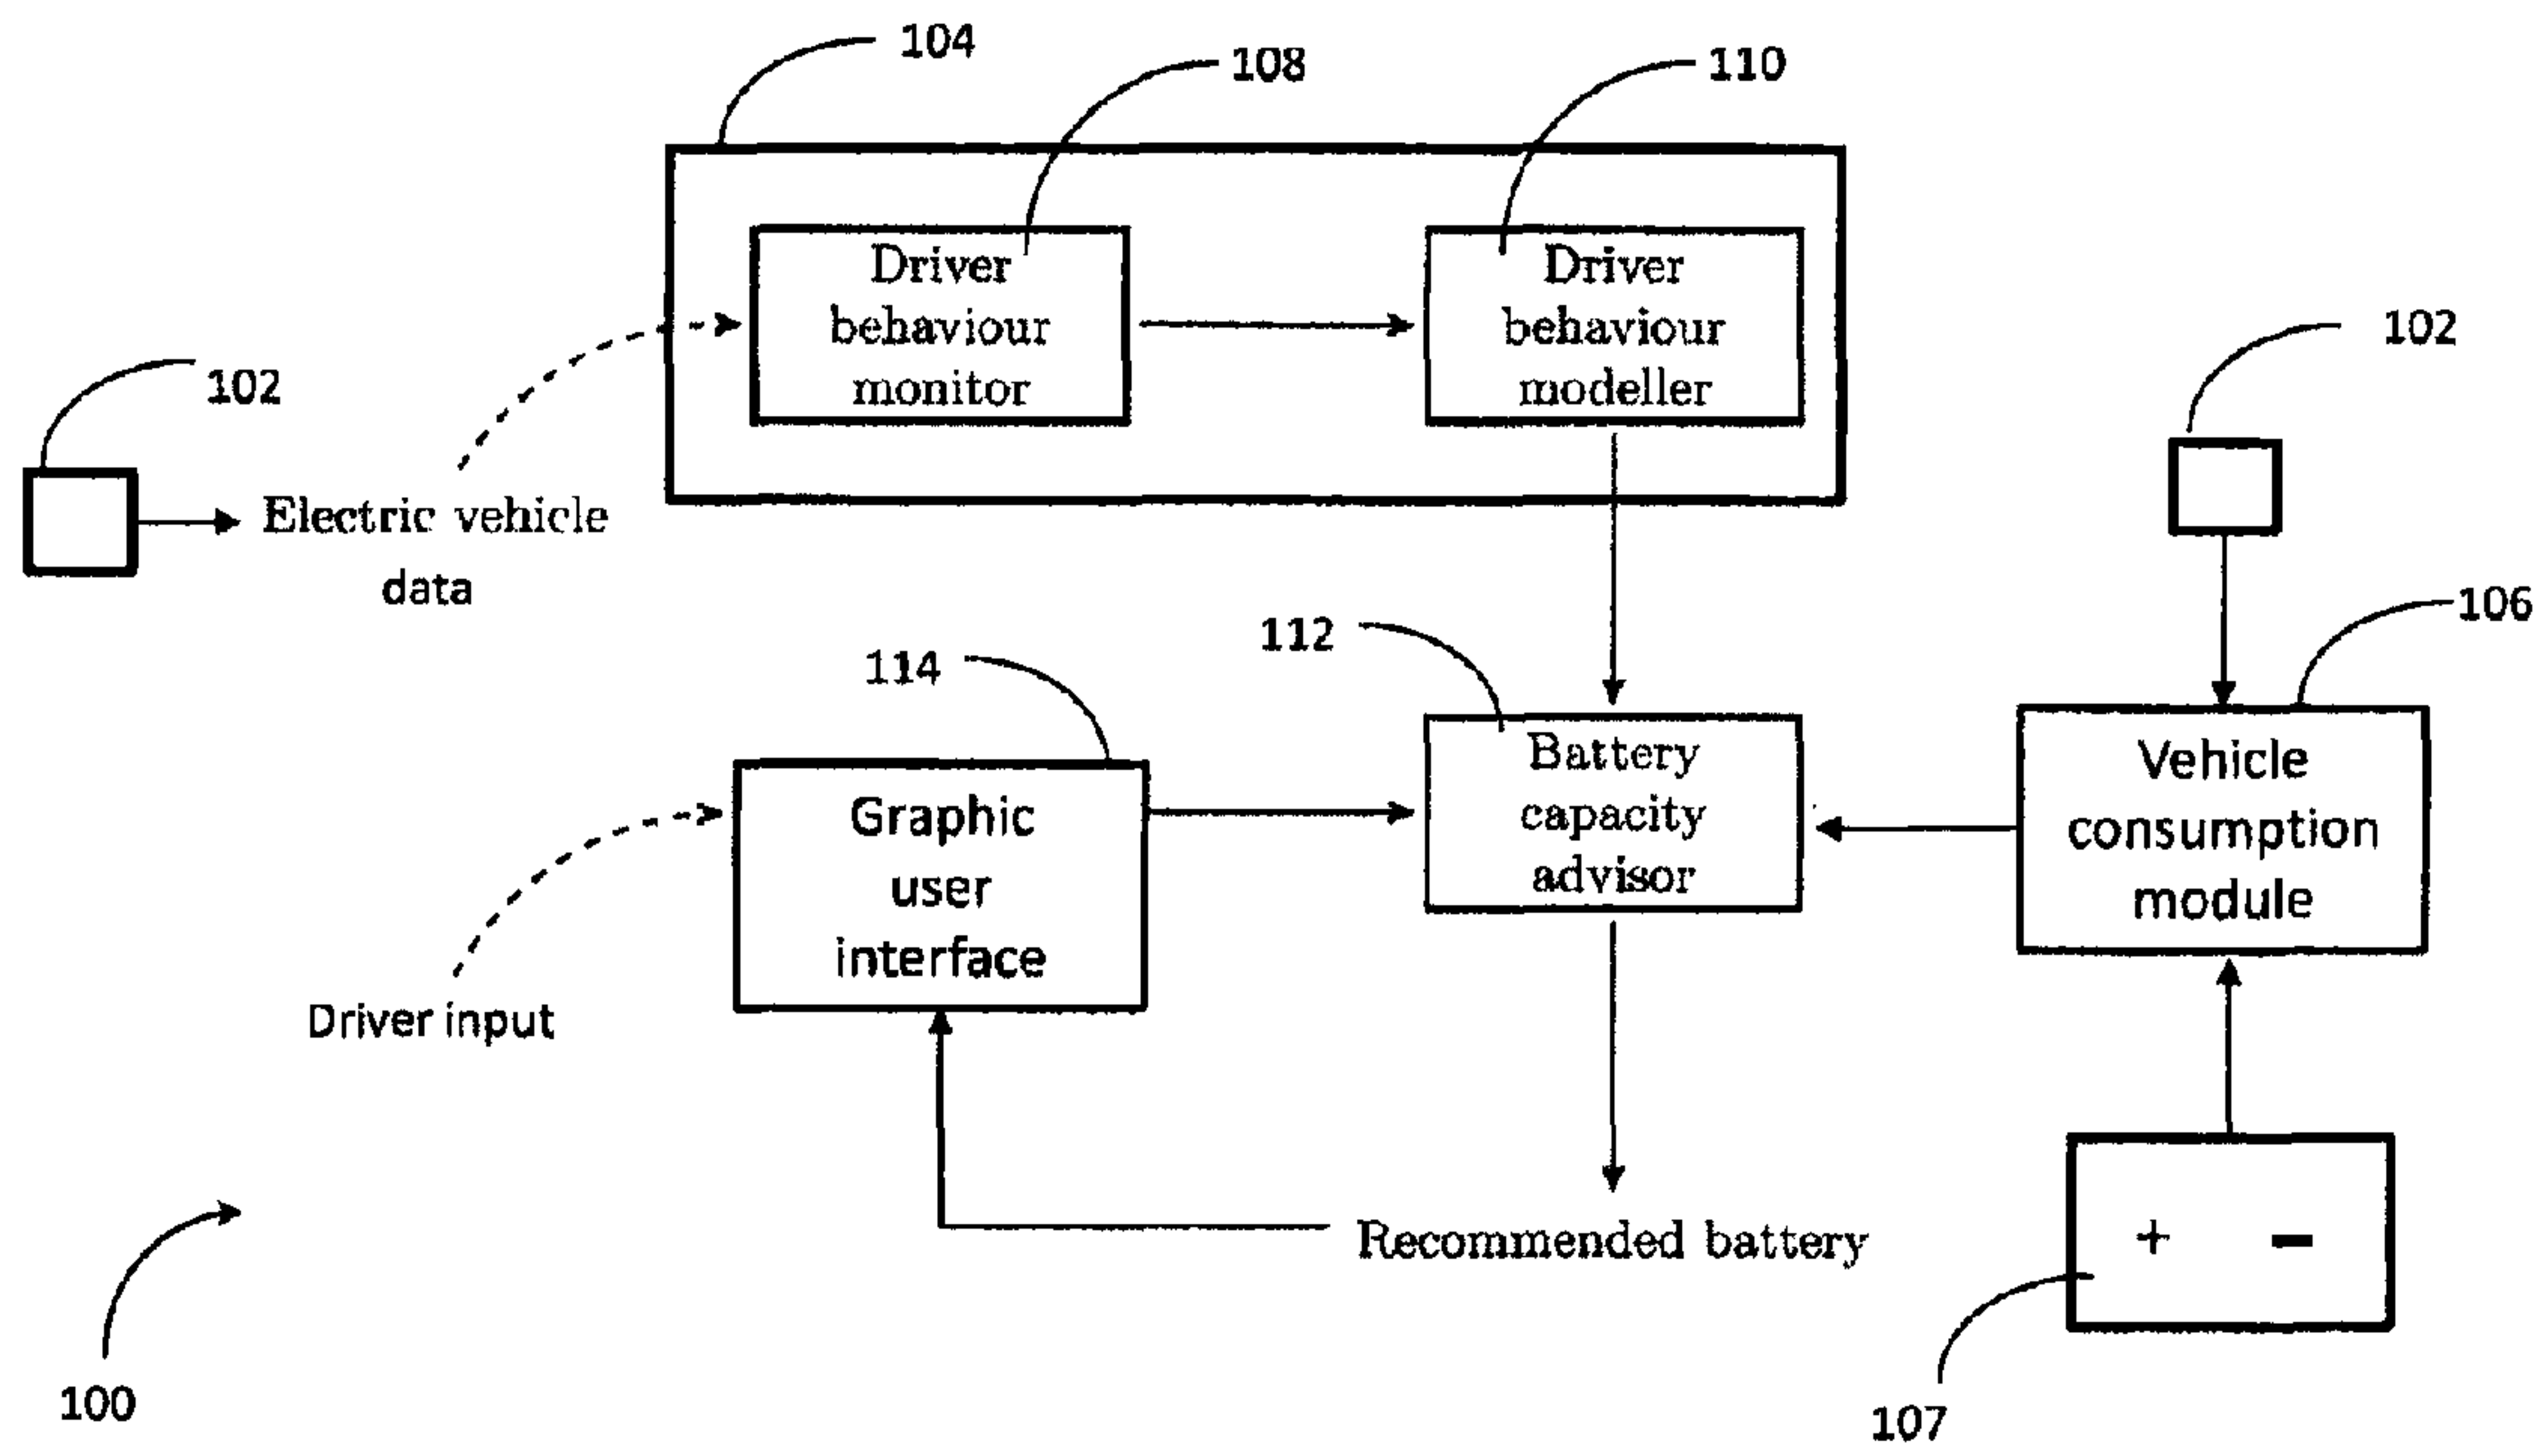 104
108
110
Driver
behaviour
monitor
Driver
behaviour
modeller
102
102
Electric vehicle
data
106
112
114
Battery
capacity
advisor
Vehicle
consumption
module
Graphic
user
interface
Driver input
+ −
Recommended battery
100
107